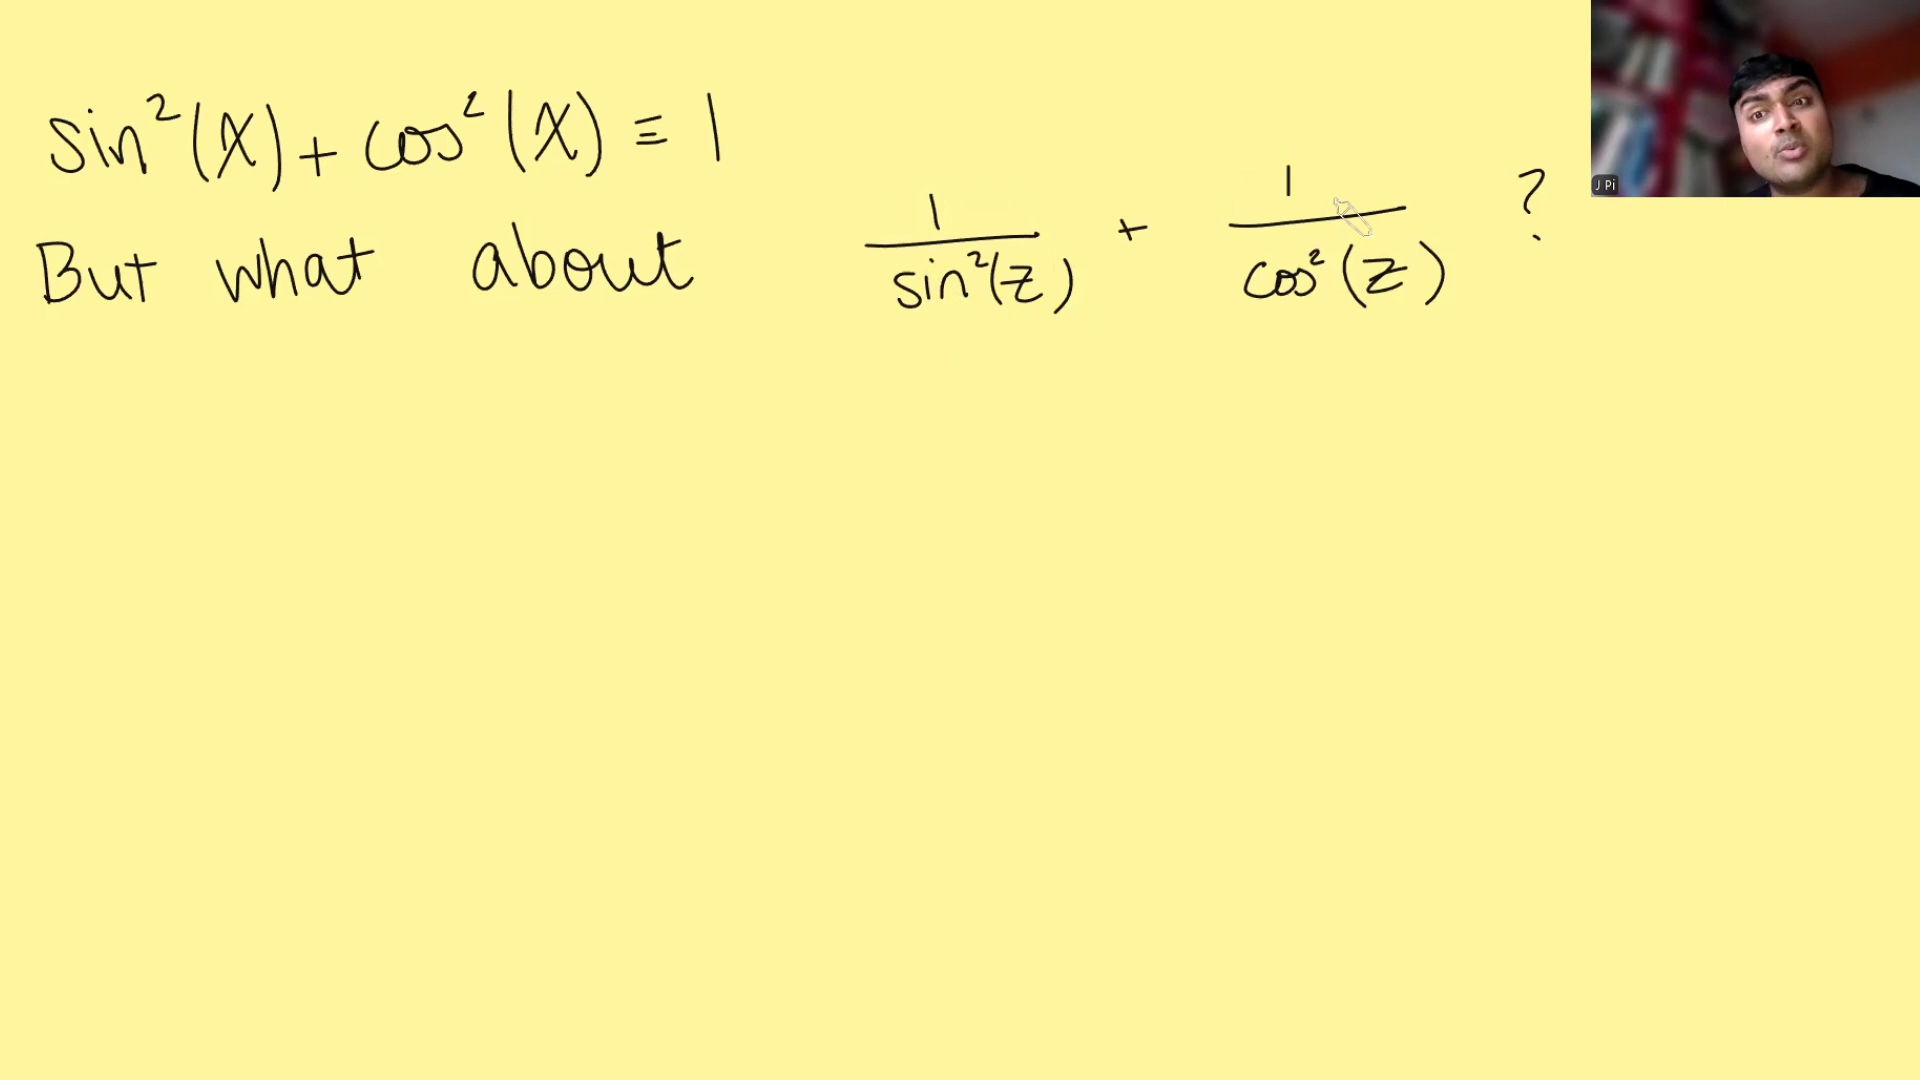 sin²(x) + cos²(x) ≡ 1
But what about 1/sin²(z) + 1/cos²(z) ?
J Pi